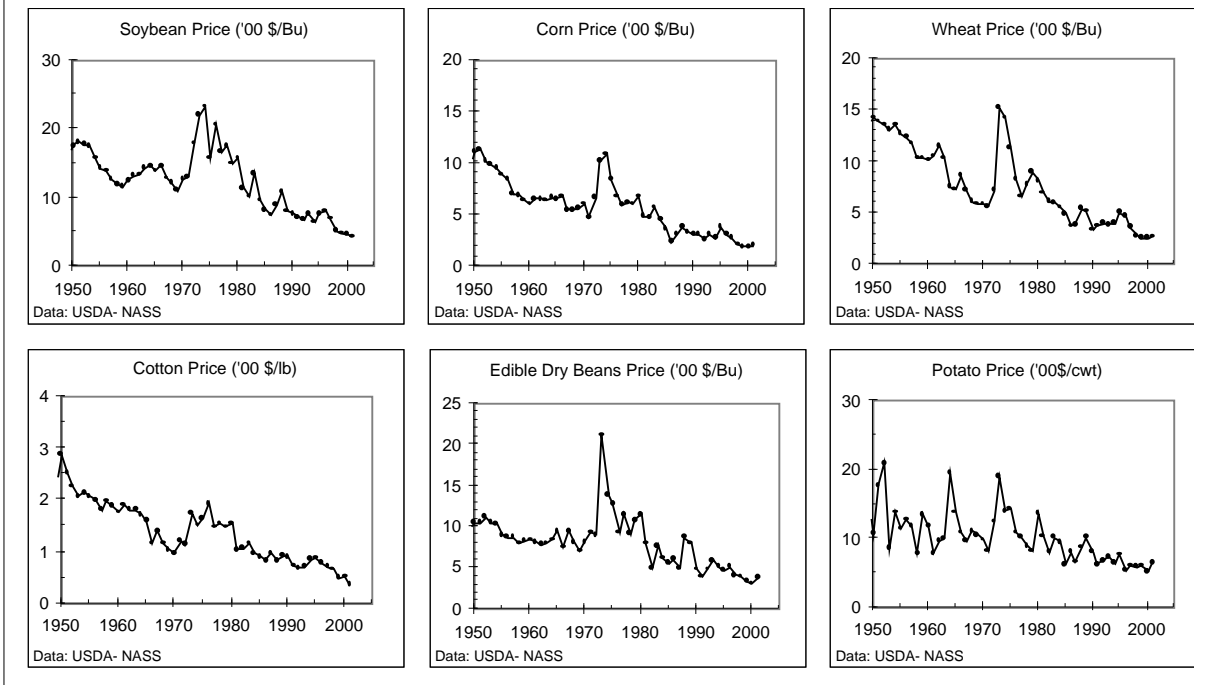 Soybean Price ('00 $/Bu)
30
20
10
0
1950 1960 1970 1980 1990 2000
Data: USDA- NASS
Corn Price ('00 $/Bu)
20
15
10
5
0
1950 1960 1970 1980 1990 2000
Data: USDA- NASS
Wheat Price ('00 $/Bu)
20
15
10
5
0
1950 1960 1970 1980 1990 2000
Data: USDA- NASS
Cotton Price ('00 $/lb)
4
3
2
1
0
1950 1960 1970 1980 1990 2000
Data: USDA- NASS
Edible Dry Beans Price ('00 $/Bu)
25
20
15
10
5
0
1950 1960 1970 1980 1990 2000
Data: USDA- NASS
Potato Price ('00$/cwt)
30
20
10
0
1950 1960 1970 1980 1990 2000
Data: USDA- NASS